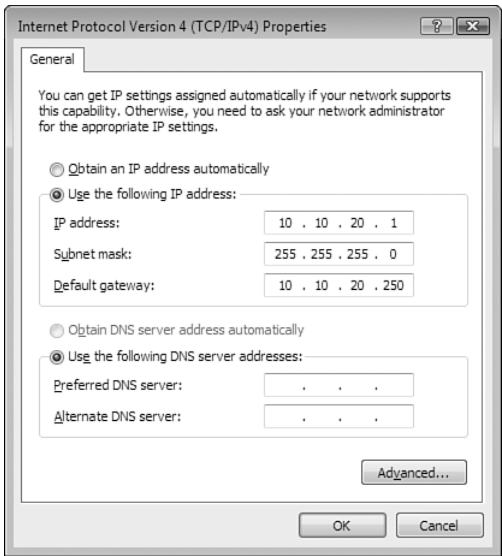 Internet Protocol Version 4 (TCP/IPv4) Properties
General
You can get IP settings assigned automatically if your network supports
this capability. Otherwise, you need to ask your network administrator
for the appropriate IP settings.
Obtain an IP address automatically
Use the following IP address:
IP address: 10 . 10 . 20 . 1
Subnet mask: 255 . 255 . 255 . 0
Default gateway: 10 . 10 . 20 . 250
Obtain DNS server address automatically
Use the following DNS server addresses:
Preferred DNS server: . . .
Alternate DNS server: . . .
Advanced...
OK Cancel